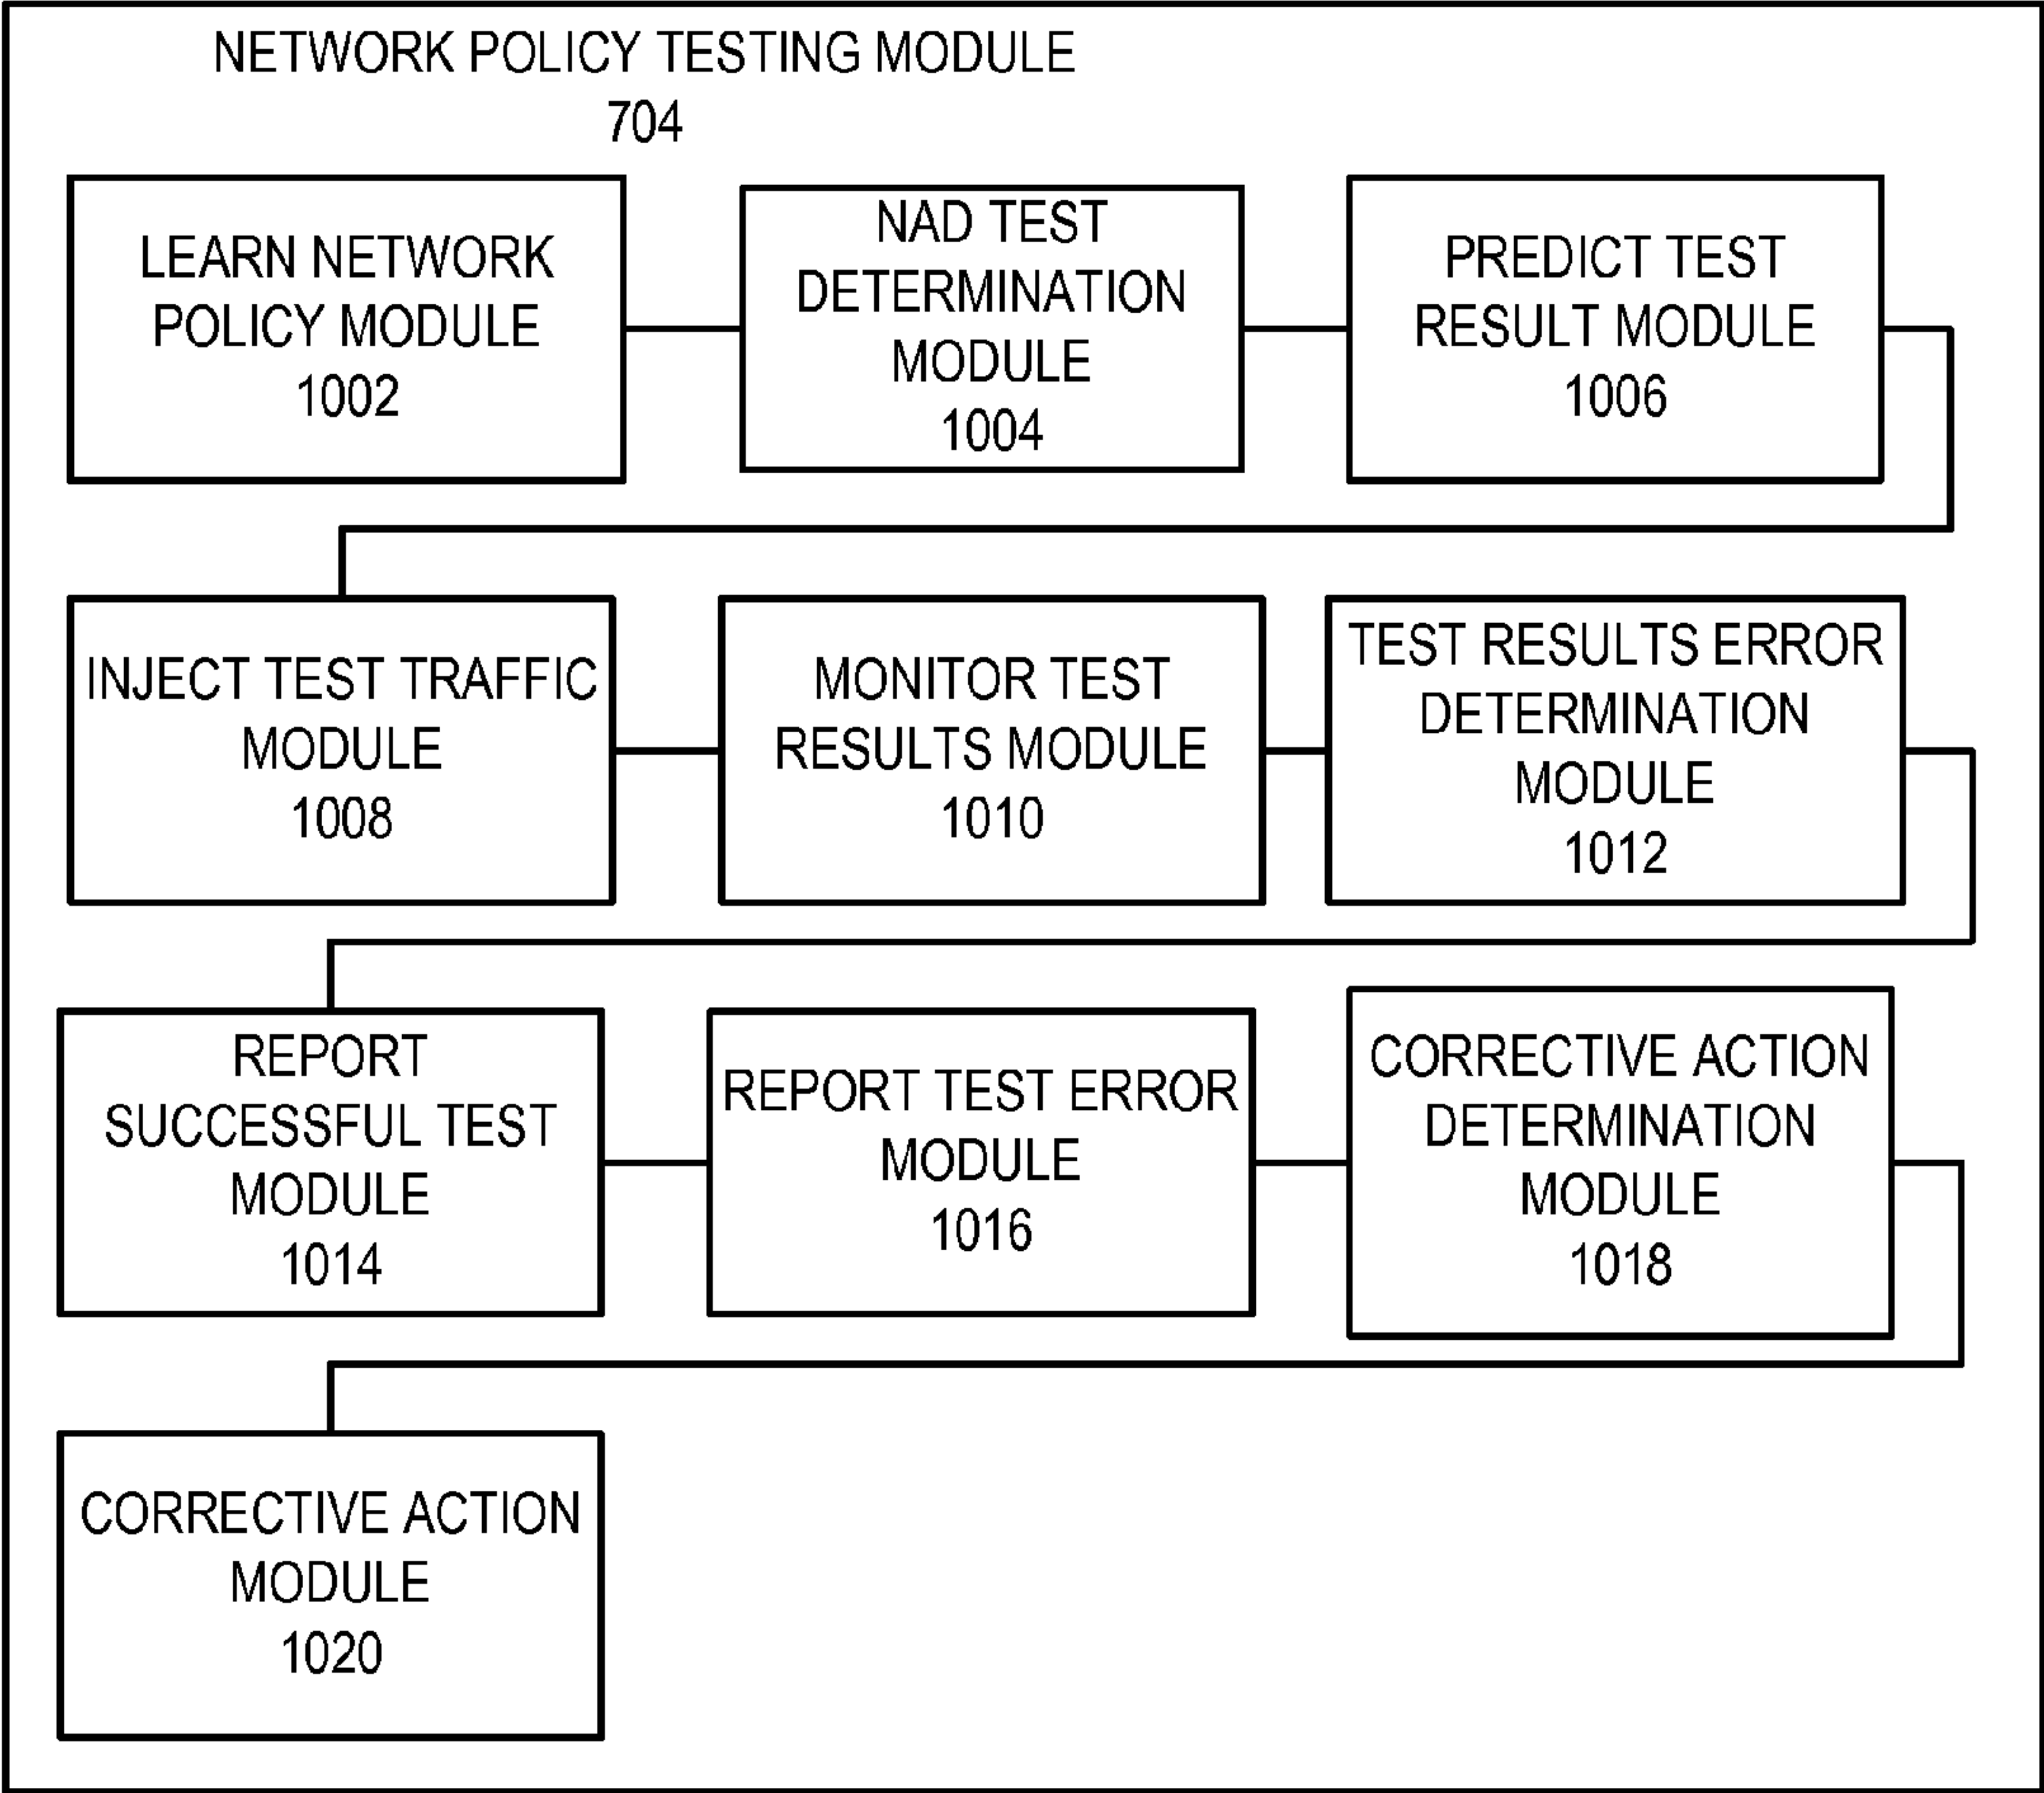 NETWORK POLICY TESTING MODULE
704
LEARN NETWORK
POLICY MODULE
1002
NAD TEST
DETERMINATION
MODULE
1004
PREDICT TEST
RESULT MODULE
1006
INJECT TEST TRAFFIC
MODULE
1008
MONITOR TEST
RESULTS MODULE
1010
TEST RESULTS ERROR
DETERMINATION
MODULE
1012
REPORT
SUCCESSFUL TEST
MODULE
1014
REPORT TEST ERROR
MODULE
1016
CORRECTIVE ACTION
DETERMINATION
MODULE
1018
CORRECTIVE ACTION
MODULE
1020